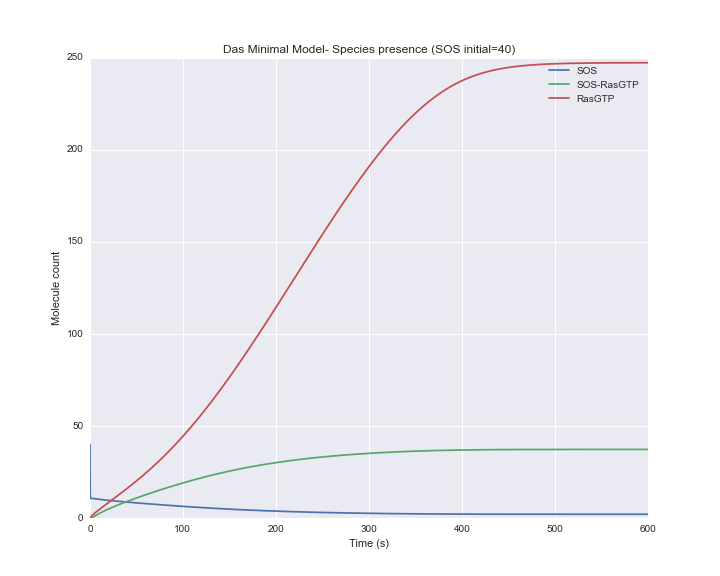 Das Minimal Model- Species presence (SOS initial=40)
250
200
150
100
50
0
Molecule count
SOS
SOS-RasGTP
RasGTP
0 100 200 300 400 500 600
Time (s)